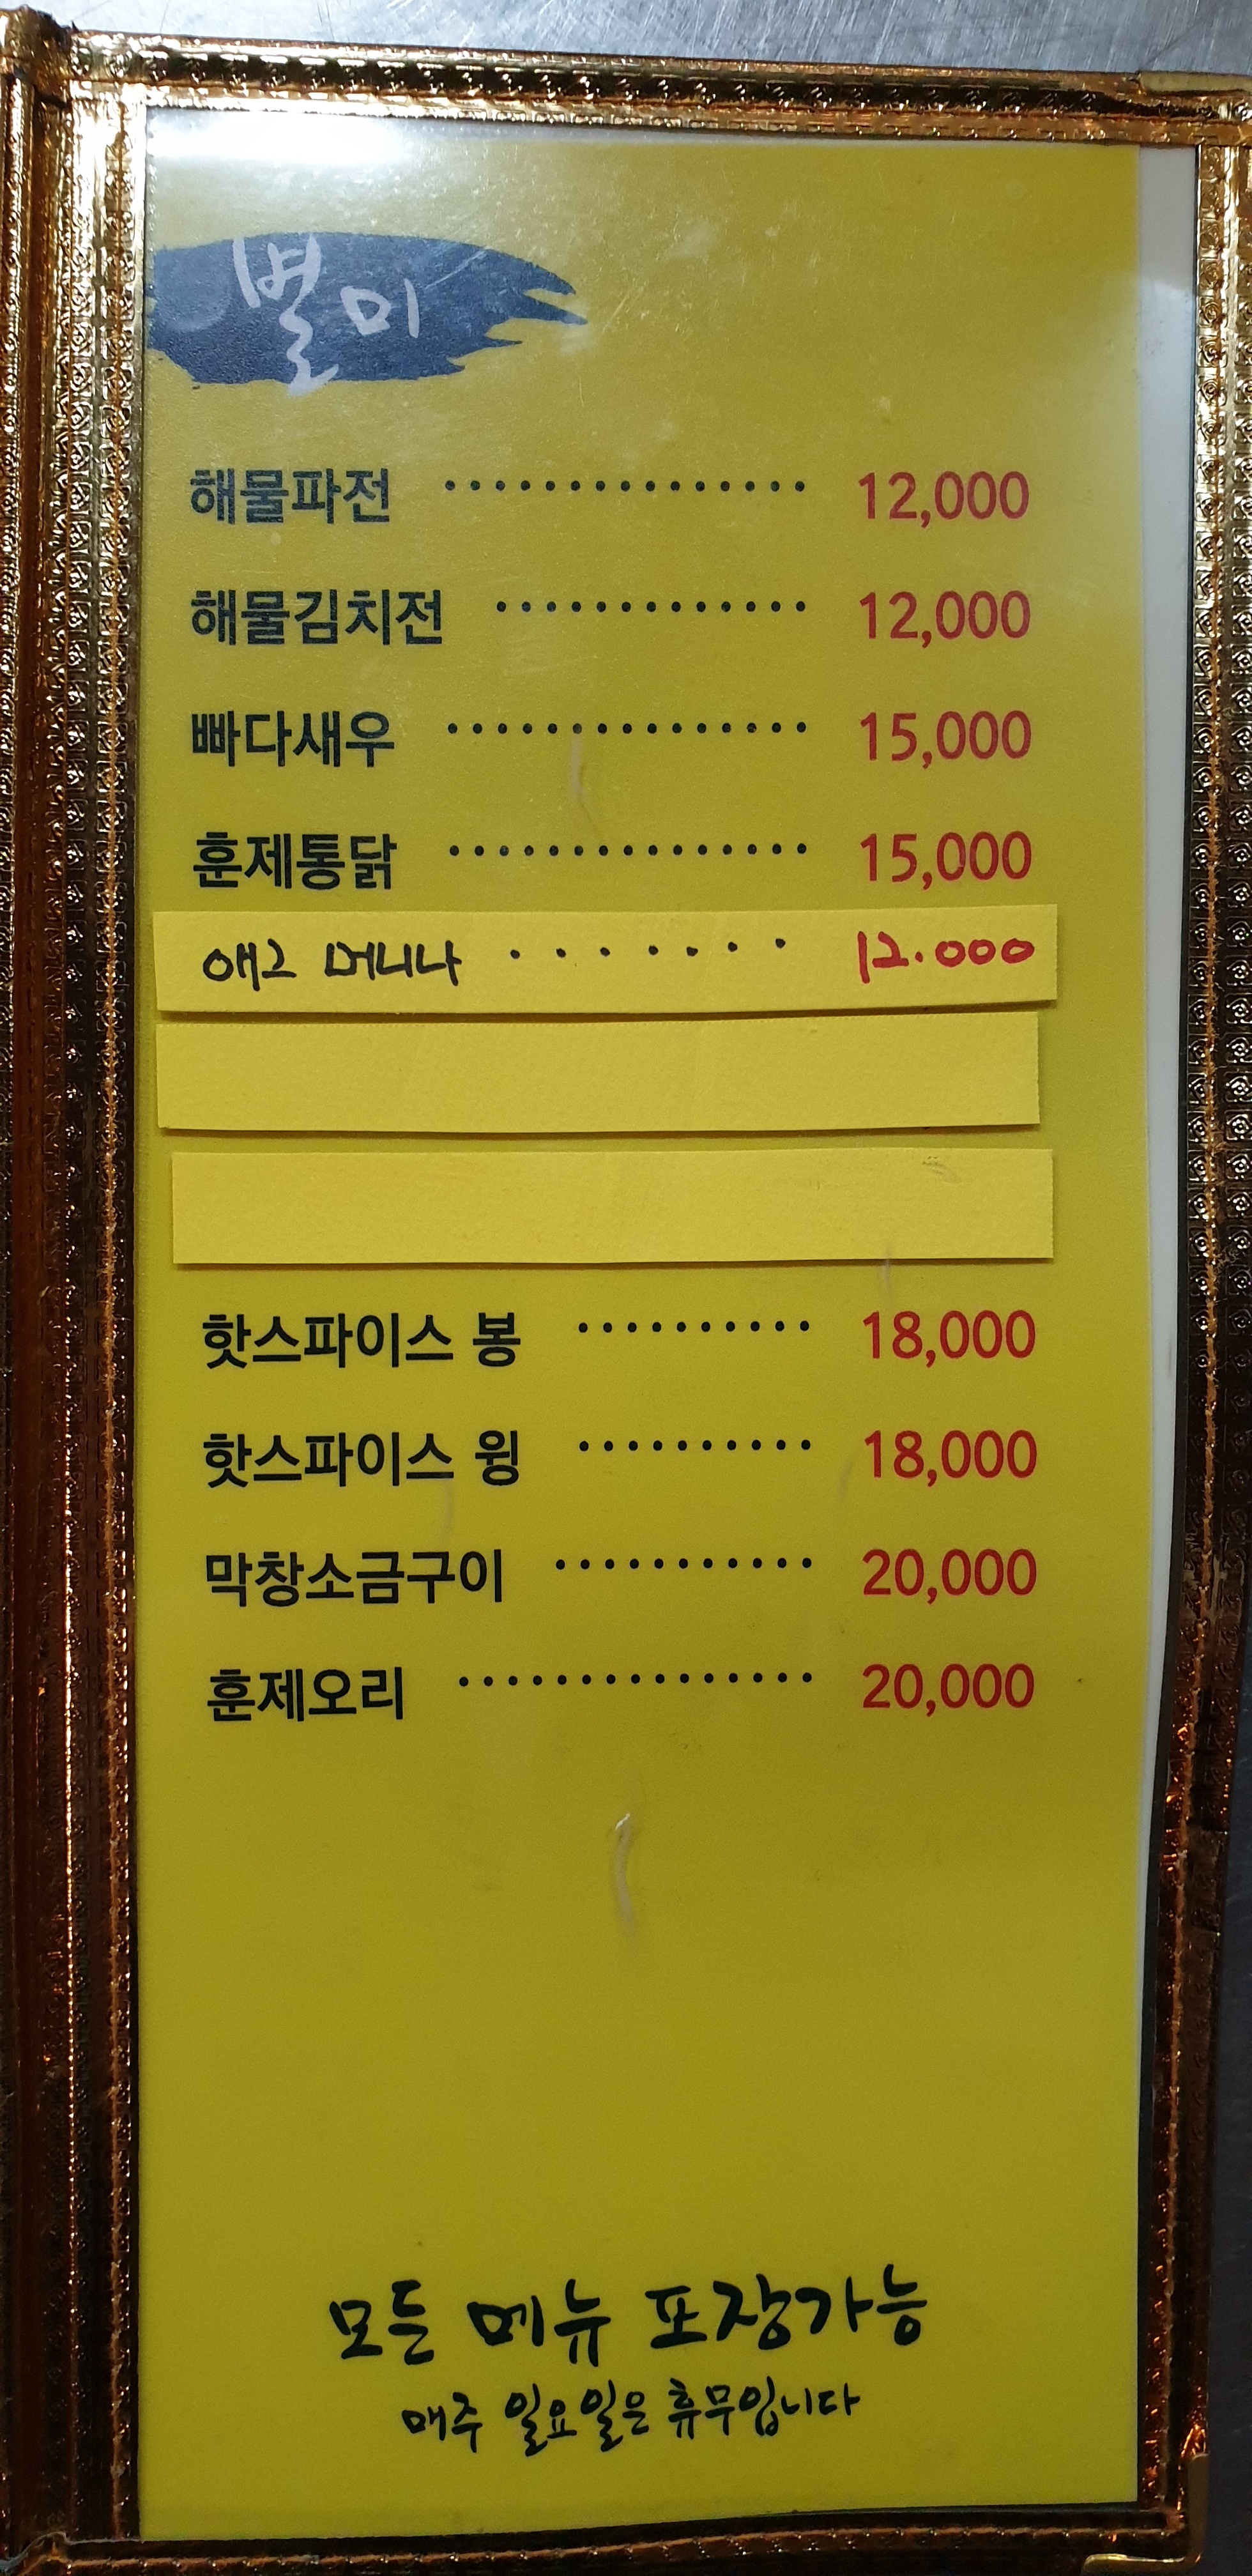 별미
해물파전 ··············· 12,000
해물김치전 ············· 12,000
빠다새우 ··············· 15,000
훈제통닭 ··············· 15,000
애그 머니나 ······· 12.000
핫스파이스 봉 ·········· 18,000
핫스파이스 윙 ·········· 18,000
막창소금구이 ··········· 20,000
훈제오리 ··············· 20,000
모든 메뉴 포장가능
매주 일요일은 휴무입니다